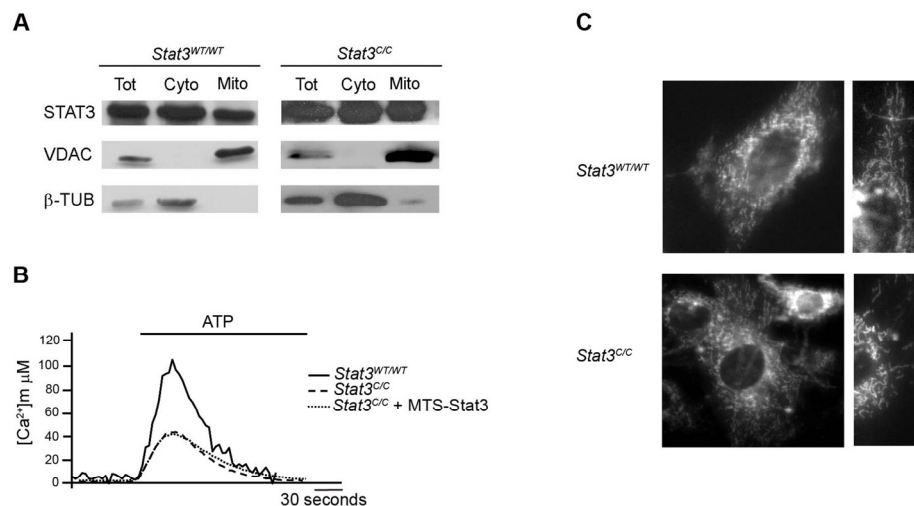 A
Stat3WT/WT
Stat3C/C
Tot Cyto Mito Tot Cyto Mito
STAT3
VDAC
β-TUB
B
ATP
[Ca2+]m μM
120
100
80
60
40
20
0
Stat3WT/WT
Stat3C/C
Stat3C/C + MTS-Stat3
30 seconds
C
Stat3WT/WT
Stat3C/C